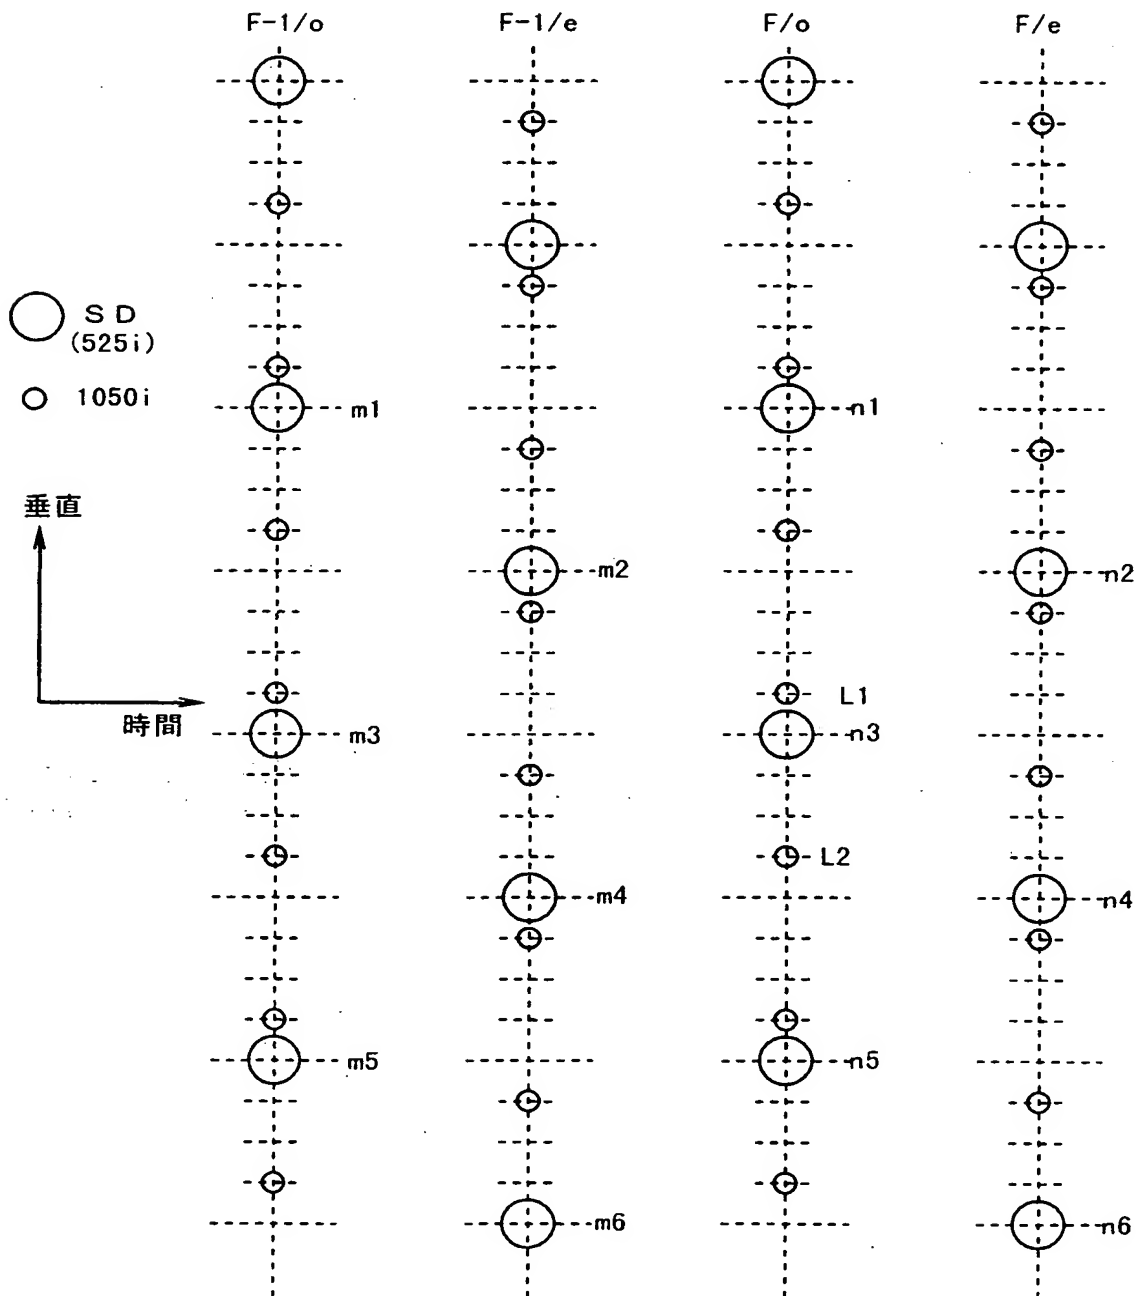 F-1/o F-1/e F/o F/e
ＳＤ
(525i)
1050i
m1 n1
垂直
m2 n2
L1
時間
m3 n3
L2
m4 n4
m5 n5
m6 n6